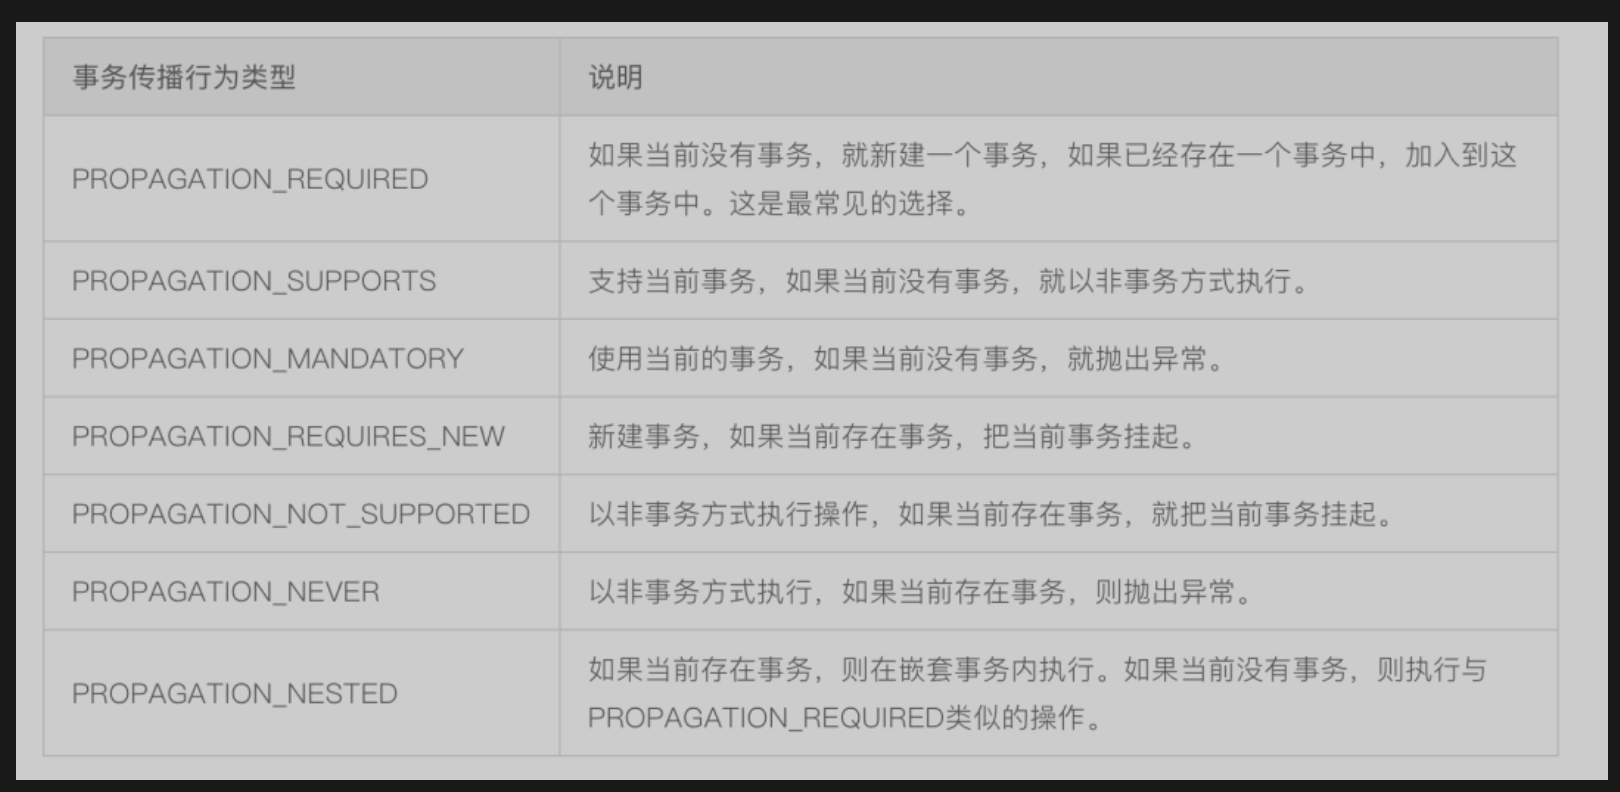 事务传播行为类型
说明
PROPAGATION_REQUIRED
如果当前没有事务，就新建一个事务，如果已经存在一个事务中，加入到这
个事务中。这是最常见的选择。
PROPAGATION_SUPPORTS
支持当前事务，如果当前没有事务，就以非事务方式执行。
PROPAGATION_MANDATORY
使用当前的事务，如果当前没有事务，就抛出异常。
PROPAGATION_REQUIRES_NEW
新建事务，如果当前存在事务，把当前事务挂起。
PROPAGATION_NOT_SUPPORTED
以非事务方式执行操作，如果当前存在事务，就把当前事务挂起。
PROPAGATION_NEVER
以非事务方式执行，如果当前存在事务，则抛出异常。
PROPAGATION_NESTED
如果当前存在事务，则在嵌套事务内执行。如果当前没有事务，则执行与
PROPAGATION_REQUIRED类似的操作。